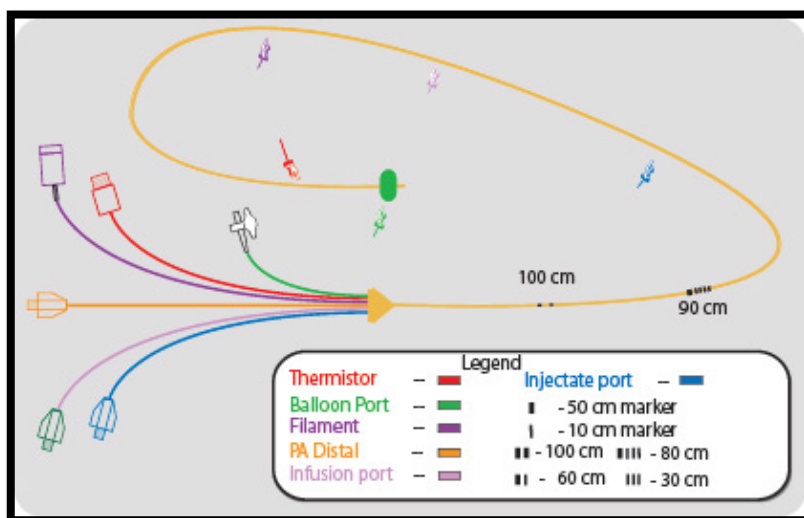 100 cm
90 cm
Legend
Thermistor –
Injectate port –
Balloon Port –
- 50 cm marker
Filament –
- 10 cm marker
PA Distal –
- 100 cm
- 80 cm
Infusion port –
- 60 cm
- 30 cm